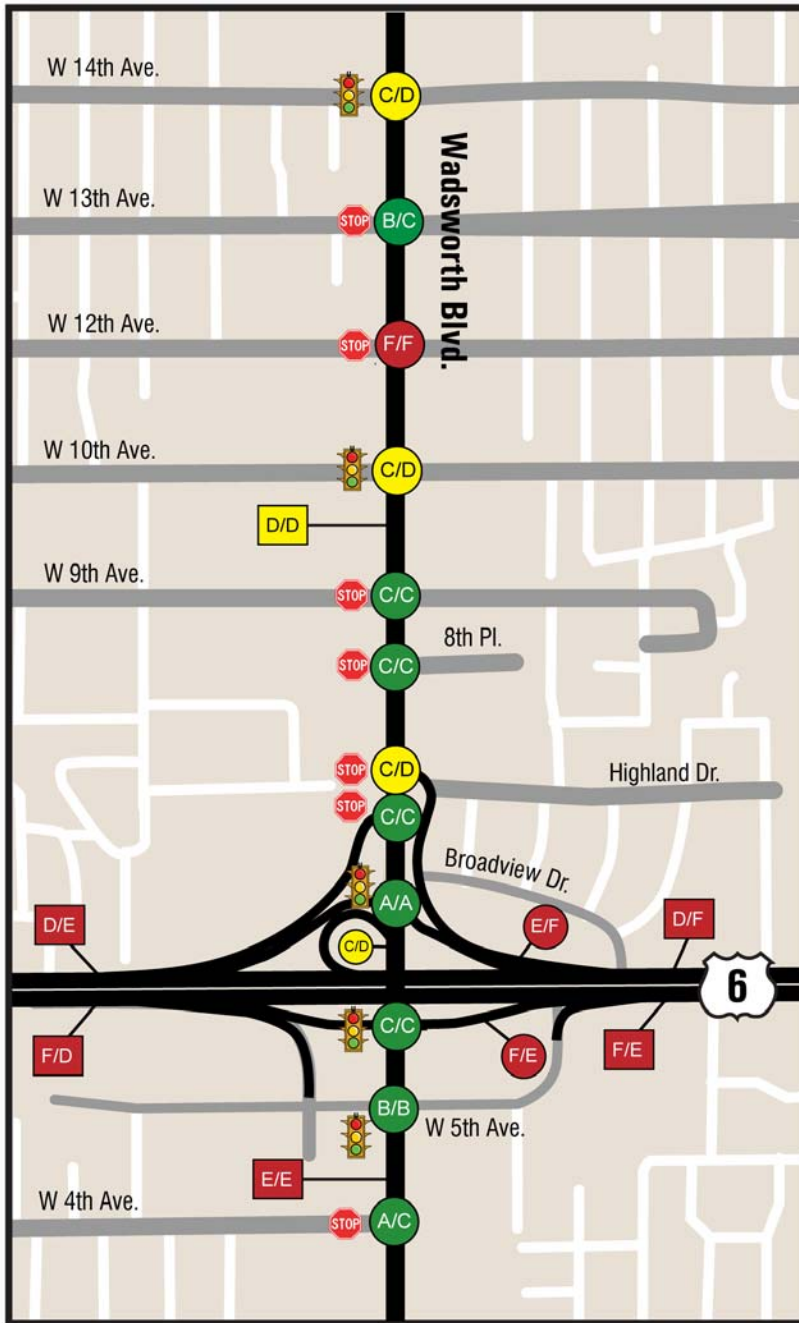 W 14th Ave.
C/D
Wadsworth Blvd.
W 13th Ave.
STOP
B/C
W 12th Ave.
STOP
F/F
W 10th Ave.
C/D
D/D
W 9th Ave.
STOP
C/C
8th Pl.
STOP
C/C
STOP
C/D
Highland Dr.
STOP
C/C
Broadview Dr.
A/A
D/E
C/D
E/F
D/F
6
F/D
C/C
F/E
F/E
B/B
W 5th Ave.
E/E
W 4th Ave.
STOP
A/C